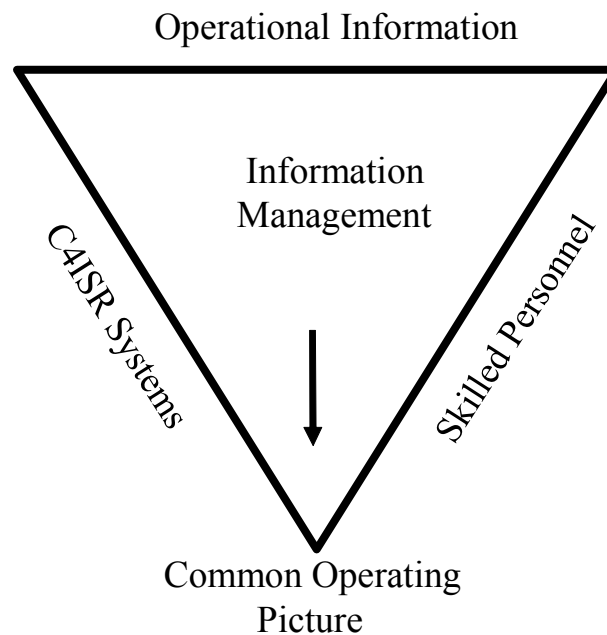 Operational Information
Information
Management
C4ISR Systems
Skilled Personnel
Common Operating
Picture